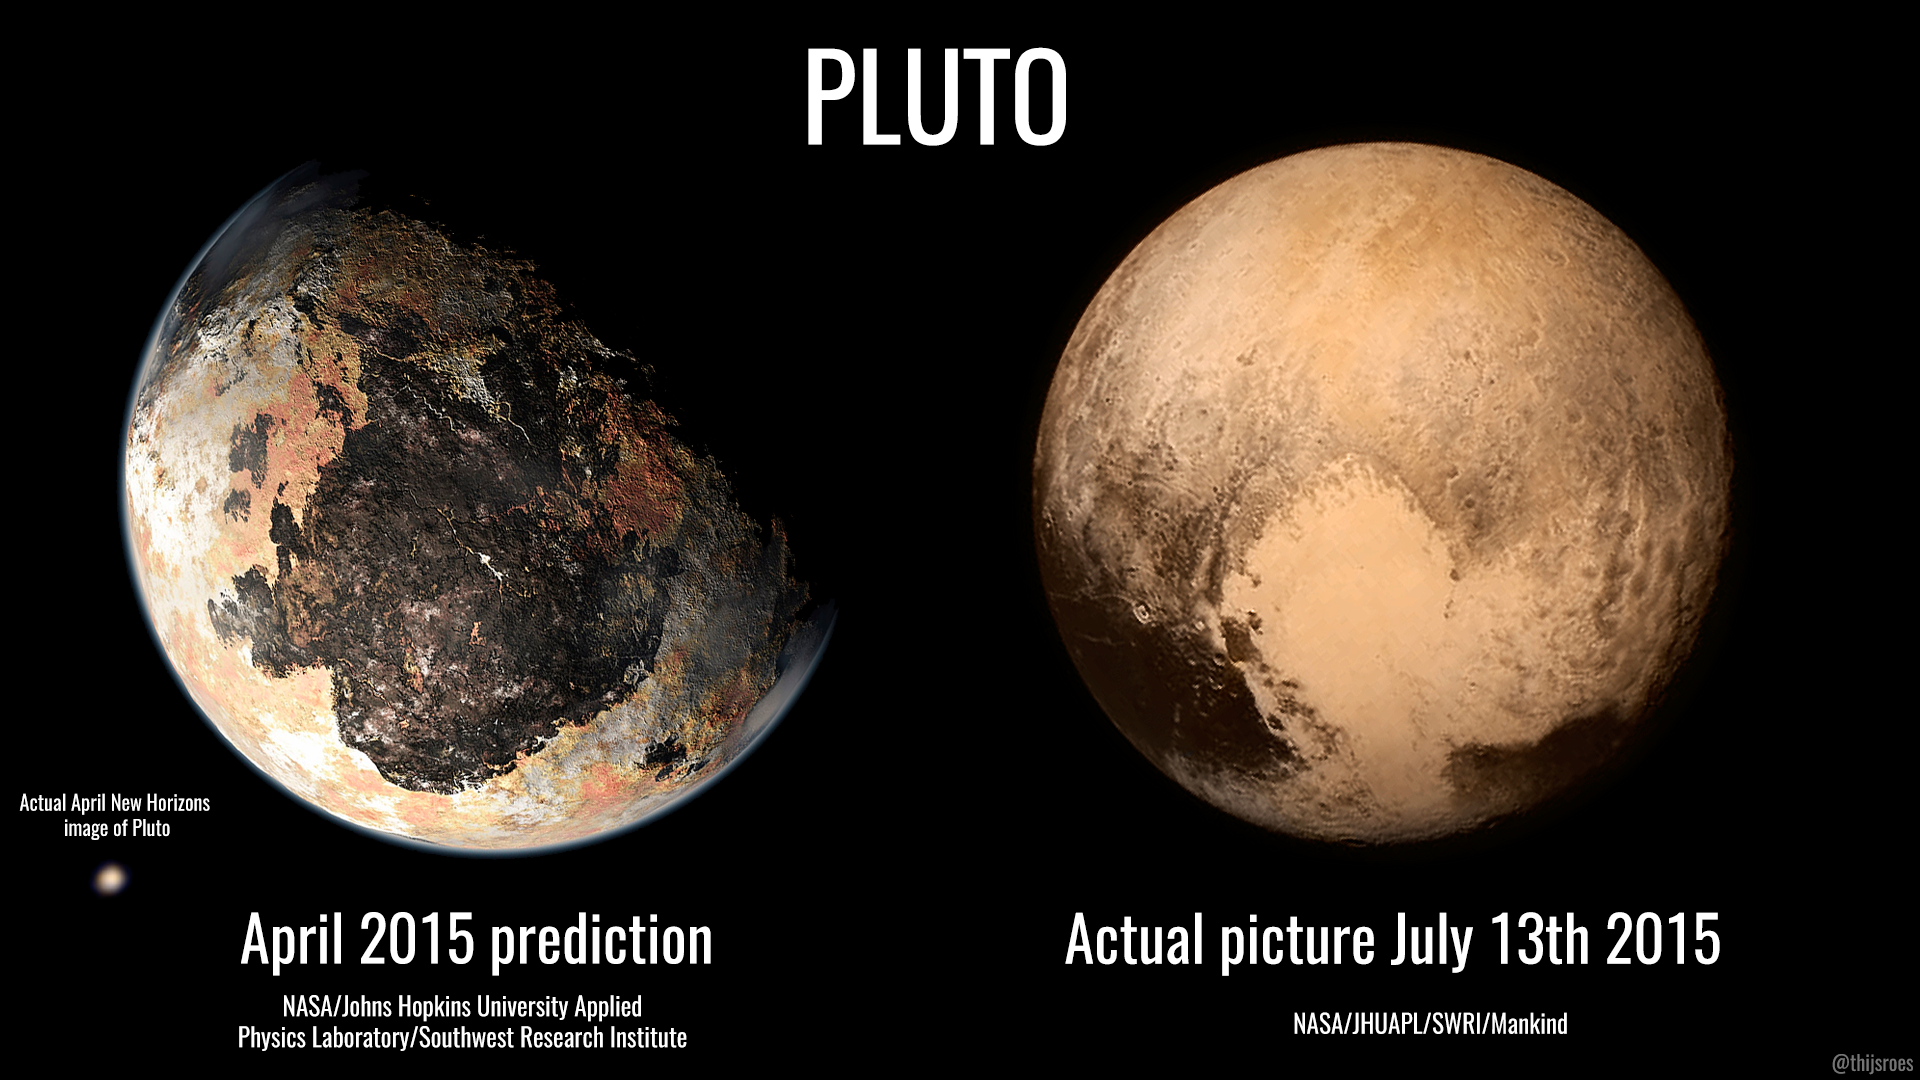 PLUTO
Actual April New Horizons
image of Pluto
April 2015 prediction
NASA/Johns Hopkins University Applied
Physics Laboratory/Southwest Research Institute
Actual picture July 13th 2015
NASA/JHUAPL/SWRI/Mankind
@thijsroes